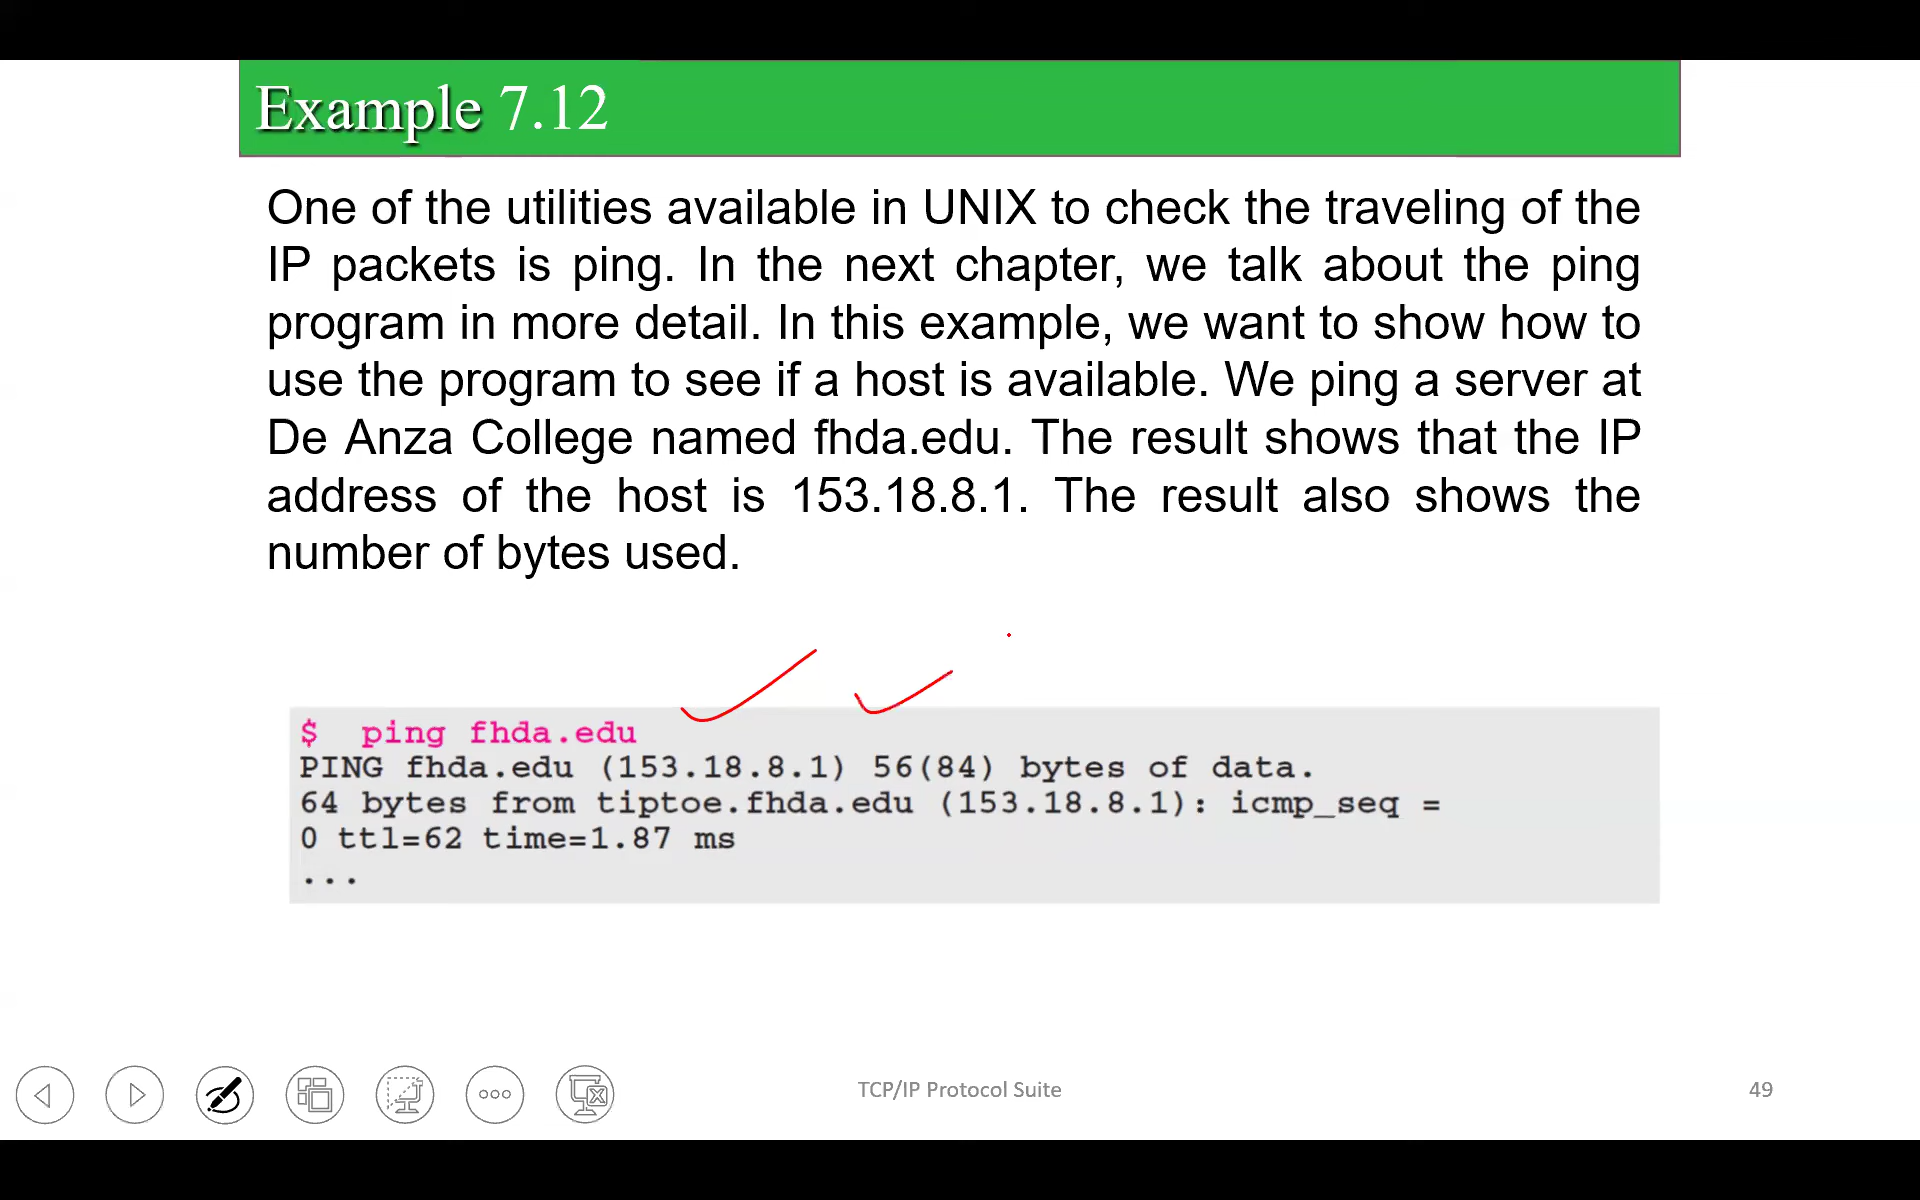 Example 7.12
One of the utilities available in UNIX to check the traveling of the
IP packets is ping. In the next chapter, we talk about the ping
program in more detail. In this example, we want to show how to
use the program to see if a host is available. We ping a server at
De Anza College named fhda.edu. The result shows that the IP
address of the host is 153.18.8.1. The result also shows the
number of bytes used.
$ ping fhda.edu
PING fhda.edu (153.18.8.1) 56(84) bytes of data.
64 bytes from tiptoe.fhda.edu (153.18.8.1): icmp_seq =
0 ttl=62 time=1.87 ms
...
TCP/IP Protocol Suite
49